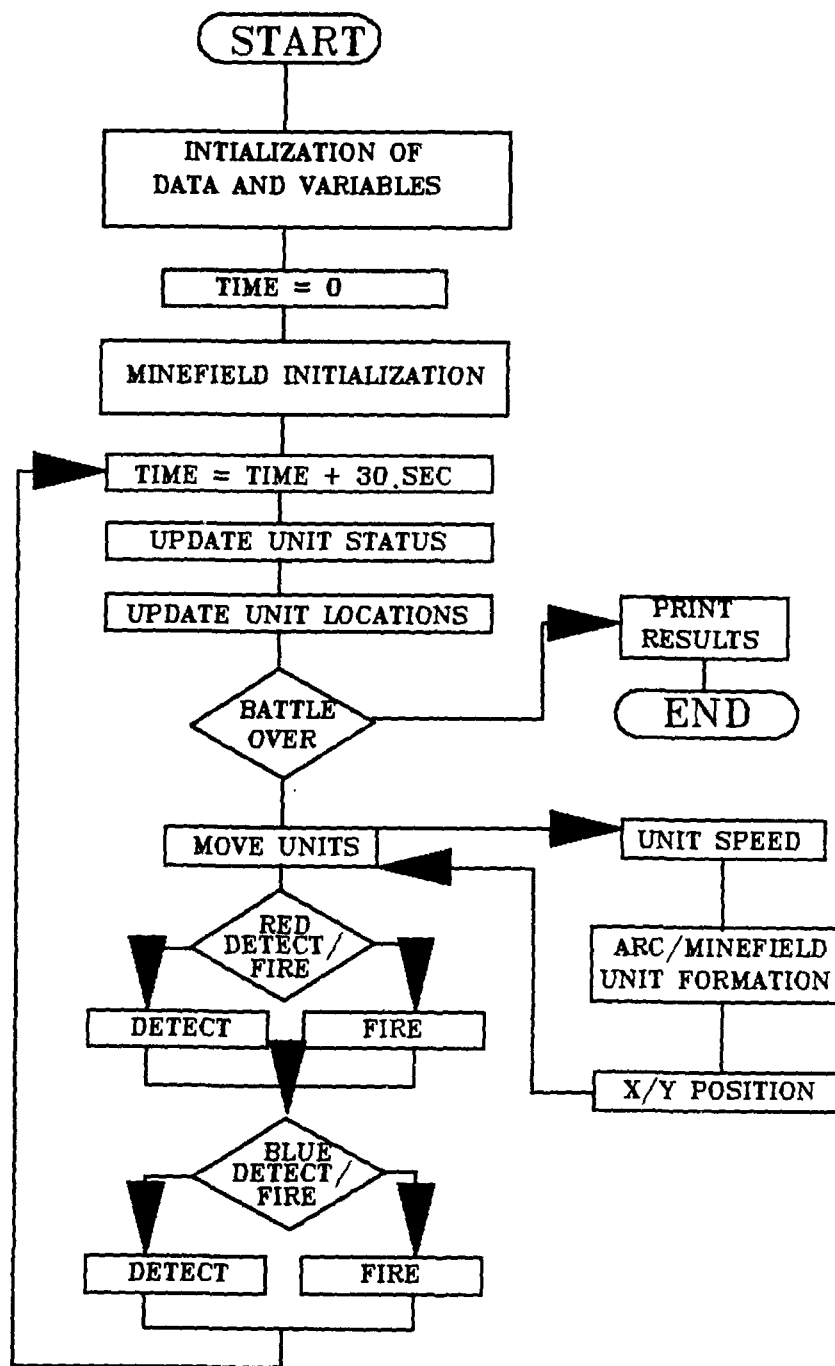 START
INTIALIZATION OF
DATA AND VARIABLES
TIME = 0
MINEFIELD INITIALIZATION
TIME = TIME + 30.SEC
UPDATE UNIT STATUS
UPDATE UNIT LOCATIONS
PRINT
RESULTS
END
BATTLE
OVER
MOVE UNITS
UNIT SPEED
ARC/MINEFIELD
UNIT FORMATION
X/Y POSITION
RED
DETECT/
FIRE
DETECT
FIRE
BLUE
DETECT/
FIRE
DETECT
FIRE